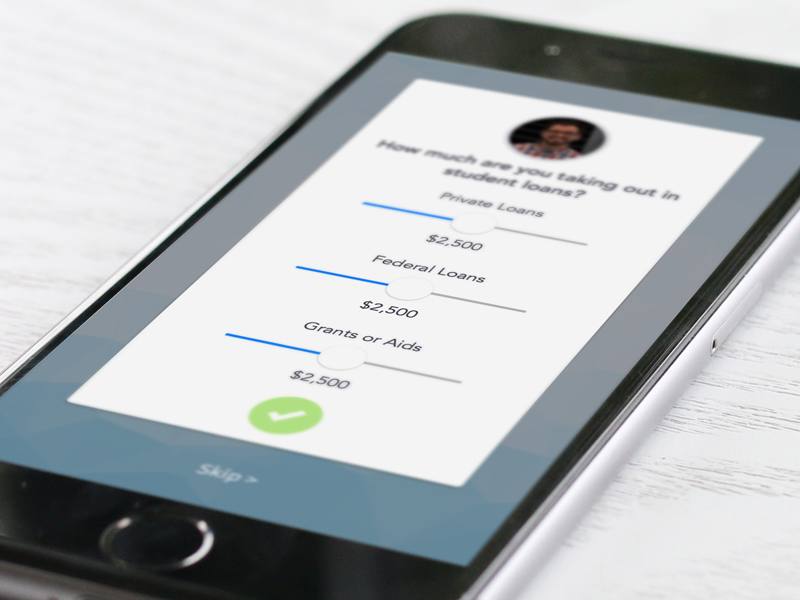 How much are you taking out in
student loans?
Private Loans
$2,500
Federal Loans
$2,500
Grants or Aids
$2,500
Skip >